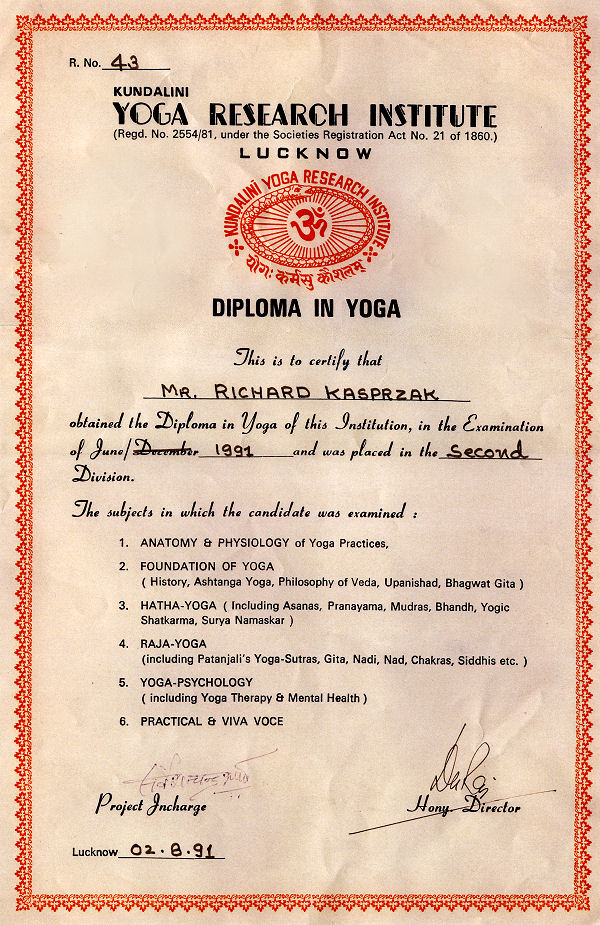 R. No. 43
KUNDALINI
YOGA RESEARCH INSTITUTE
(Regd. No. 2554/81, under the Societies Registration Act No. 21 of 1860.)
LUCKNOW
KUNDALINI YOGA RESEARCH INSTITUTE
ॐ
योगः कर्मसु कौशलम्
DIPLOMA IN YOGA
This is to certify that
MR. RICHARD KASPRZAK
obtained the Diploma in Yoga of this Institution, in the Examination
of June/December 1991 and was placed in the Second
Division.
The subjects in which the candidate was examined :
1. ANATOMY & PHYSIOLOGY of Yoga Practices,
2. FOUNDATION OF YOGA
( History, Ashtanga Yoga, Philosophy of Veda, Upanishad, Bhagwat Gita )
3. HATHA-YOGA ( Including Asanas, Pranayama, Mudras, Bhandh, Yogic
Shatkarma, Surya Namaskar )
4. RAJA-YOGA
(including Patanjali's Yoga-Sutras, Gita, Nadi, Nad, Chakras, Siddhis etc. )
5. YOGA-PSYCHOLOGY
( including Yoga Therapy & Mental Health )
6. PRACTICAL & VIVA VOCE
Project Incharge Hony. Director
Lucknow 02.8.91